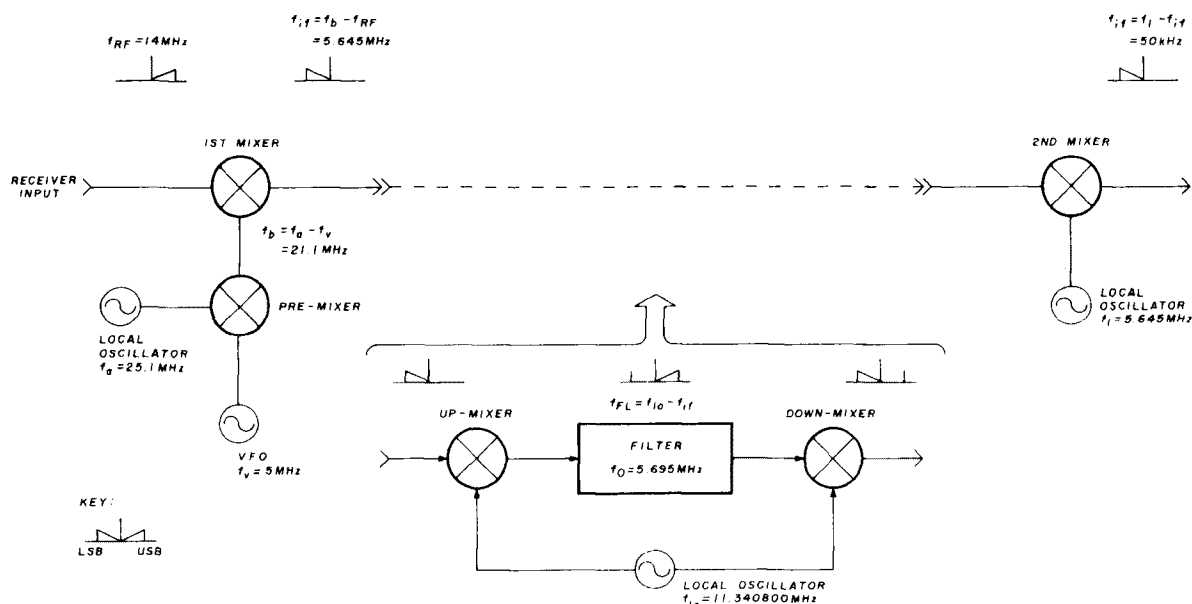 f_RF = 14MHz
f_if = f_b - f_RF
= 5.645MHz
f_if = f_l - f_if
= 50kHz
1ST MIXER
2ND MIXER
RECEIVER
INPUT
f_b = f_a - f_v
= 21.1MHz
PRE-MIXER
LOCAL
OSCILLATOR
f_a = 25.1MHz
LOCAL
OSCILLATOR
f_l = 5.645MHz
VFO
f_v = 5MHz
UP-MIXER
f_FL = f_lo - f_if
DOWN-MIXER
FILTER
f_O = 5.695MHz
KEY:
LSB USB
LOCAL OSCILLATOR
f_lo = 11.340800MHz